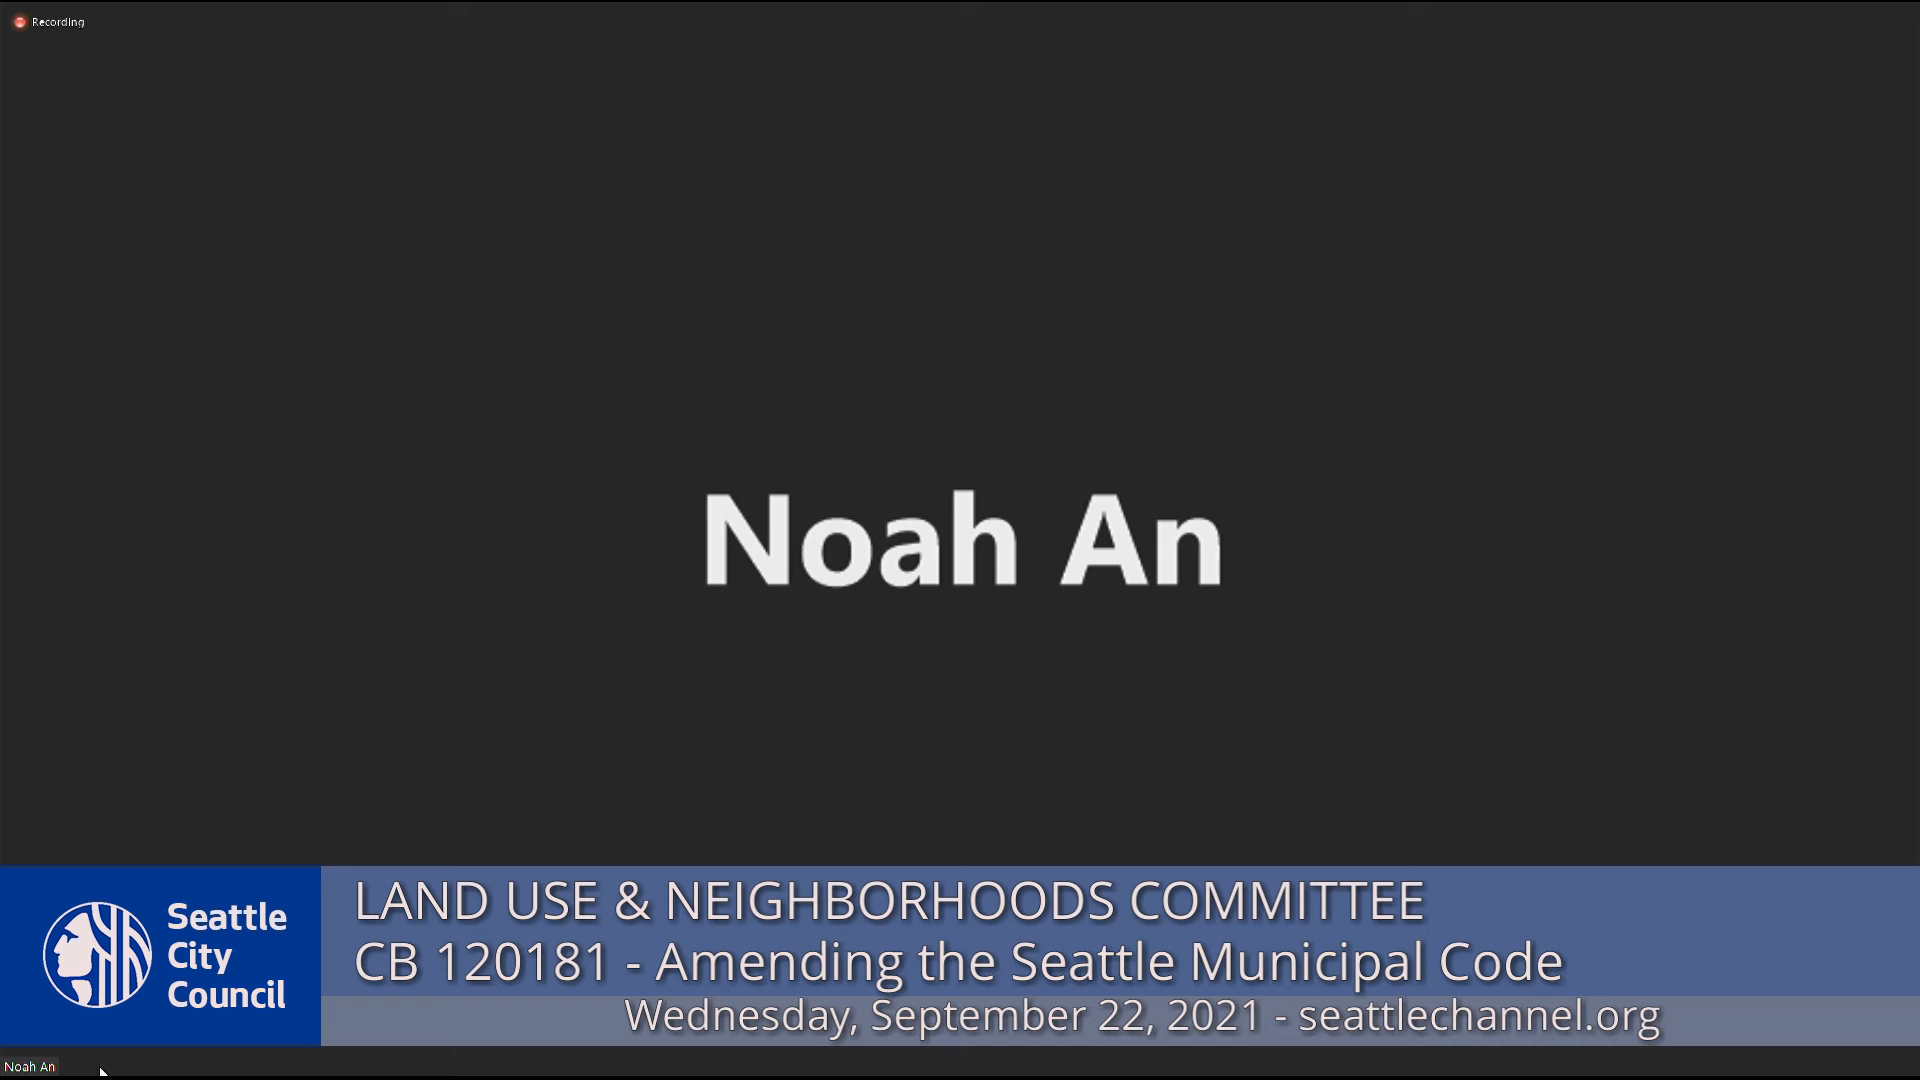 Recording
Noah An
Seattle
City
Council
LAND USE & NEIGHBORHOODS COMMITTEE
CB 120181 - Amending the Seattle Municipal Code
Wednesday, September 22, 2021 - seattlechannel.org
Noah An